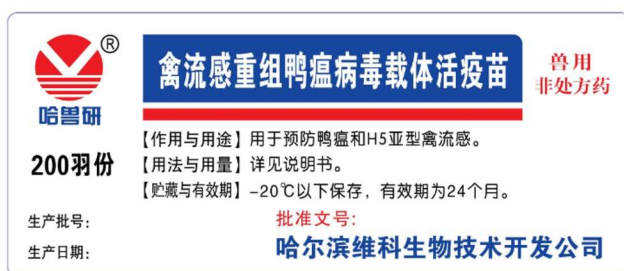 ®
哈兽研
禽流感重组鸭瘟病毒载体活疫苗
兽用
非处方药
200羽份
【作用与用途】用于预防鸭瘟和H5亚型禽流感。
【用法与用量】详见说明书。
【贮藏与有效期】-20℃以下保存，有效期为24个月。
生产批号：
生产日期：
批准文号：
哈尔滨维科生物技术开发公司